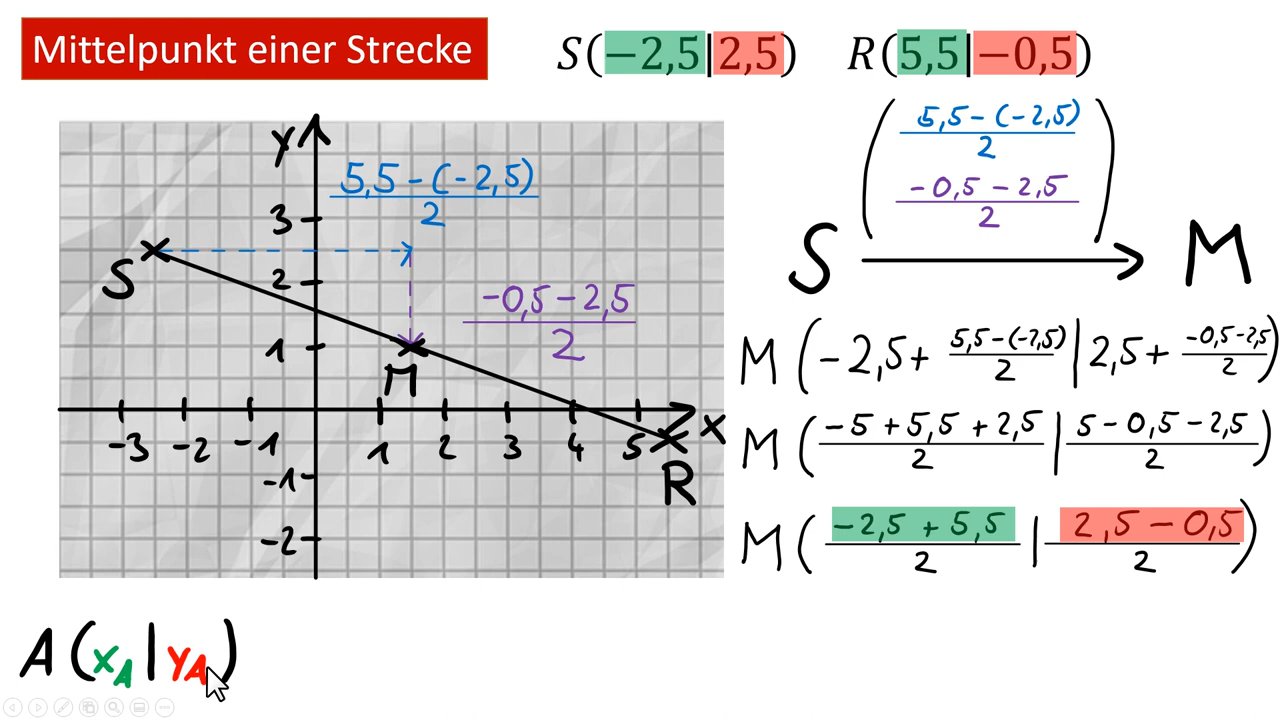 Mittelpunkt einer Strecke
S(−2,5|2,5) R(5,5|−0,5)
y
5,5-(-2,5)
2
3
2
1
-1
-2
-3 -2 -1 1 2 3 4 5 x
S
M
R
-0,5-2,5
2
5,5-(-2,5)
2
-0,5-2,5
2
S M
M(-2,5+ 5,5-(-2,5)/2 | 2,5+ -0,5-2,5/2)
M(-5+5,5+2,5/2 | 5-0,5-2,5/2)
M(-2,5+5,5/2 | 2,5-0,5/2)
A(xA|yA)